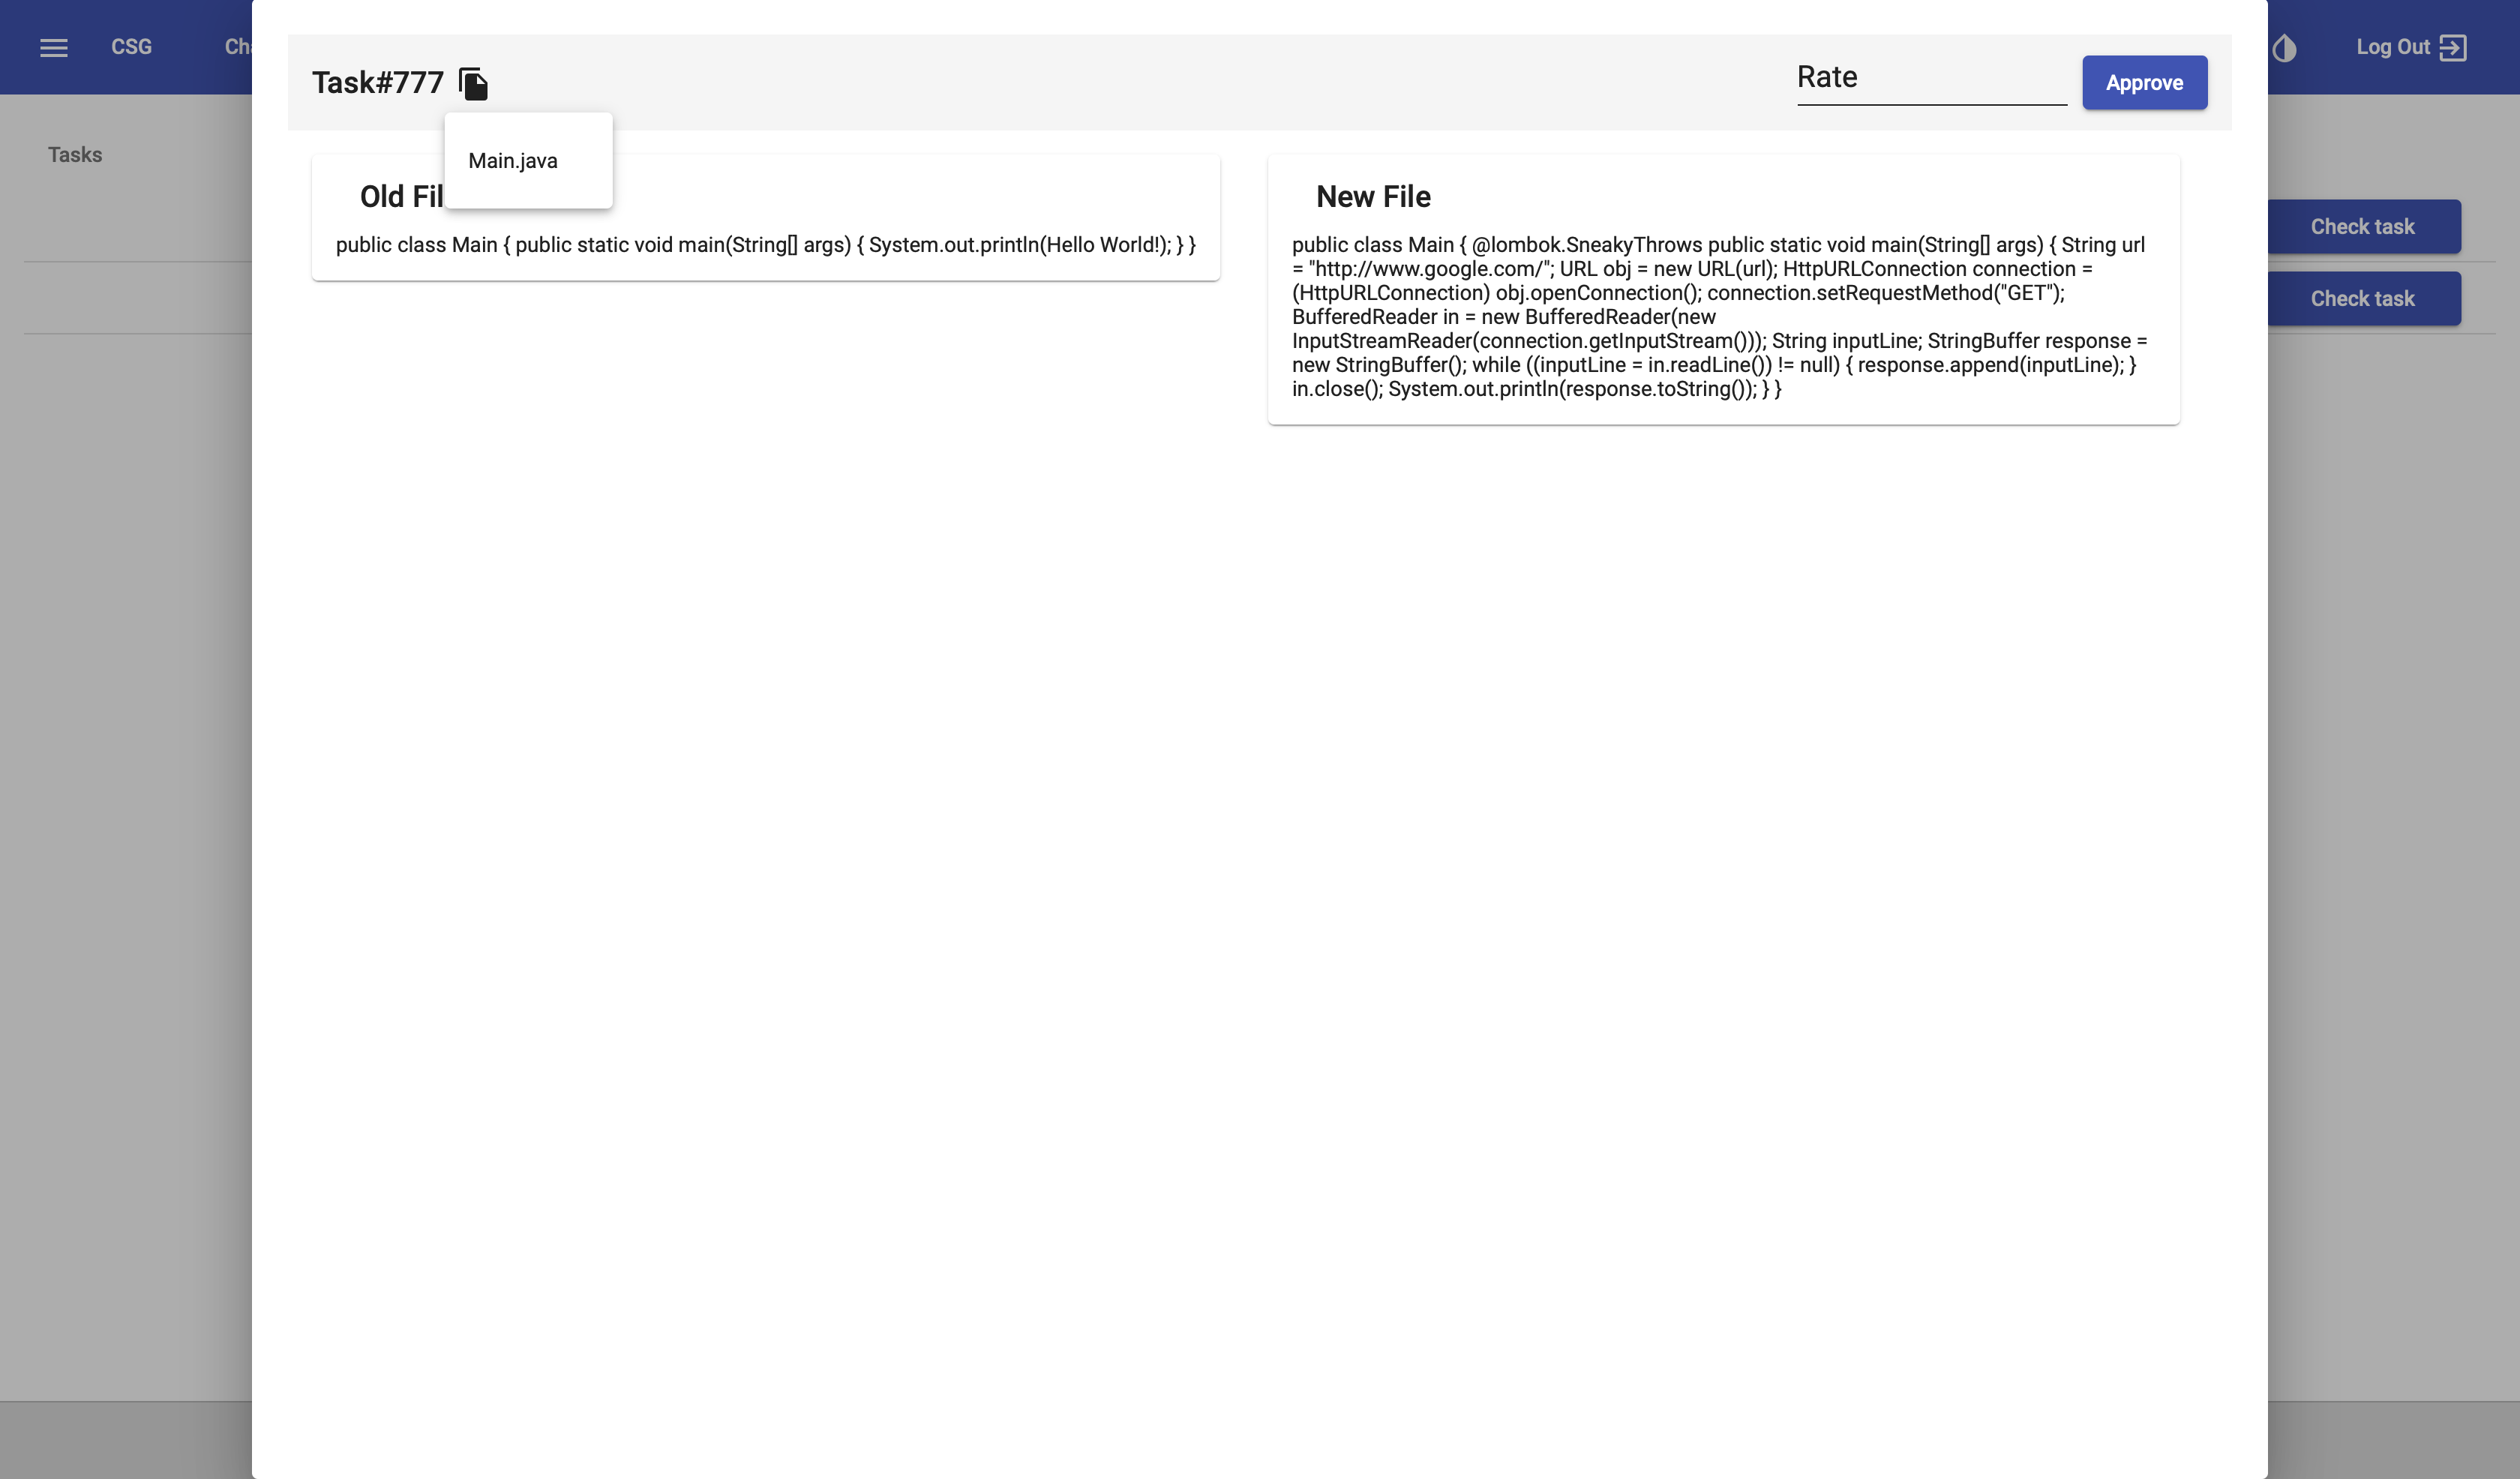 CSG
Log Out
Task#777
Rate
Approve
Main.java
Tasks
Old Fil
public class Main { public static void main(String[] args) { System.out.println(Hello World!); } }
New File
public class Main { @lombok.SneakyThrows public static void main(String[] args) { String url
= "http://www.google.com/"; URL obj = new URL(url); HttpURLConnection connection =
(HttpURLConnection) obj.openConnection(); connection.setRequestMethod("GET");
BufferedReader in = new BufferedReader(new
InputStreamReader(connection.getInputStream())); String inputLine; StringBuffer response =
new StringBuffer(); while ((inputLine = in.readLine()) != null) { response.append(inputLine); }
in.close(); System.out.println(response.toString()); } }
Check task
Check task